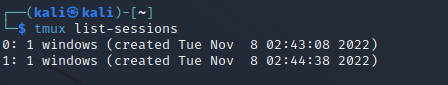 ┌──(kali㉿kali)-[~]
└─$ tmux list-sessions
0: 1 windows (created Tue Nov  8 02:43:08 2022)
1: 1 windows (created Tue Nov  8 02:44:38 2022)